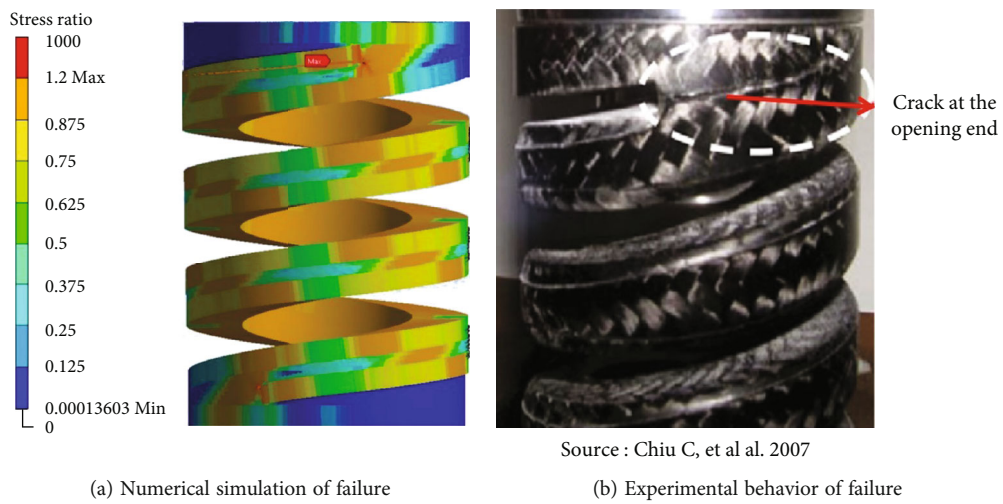 Stress ratio
1000
1.2 Max
0.875
0.75
0.625
0.5
0.375
0.25
0.125
0.00013603 Min
0
Max
Crack at the
opening end
Source : Chiu C, et al al. 2007
(a) Numerical simulation of failure
(b) Experimental behavior of failure